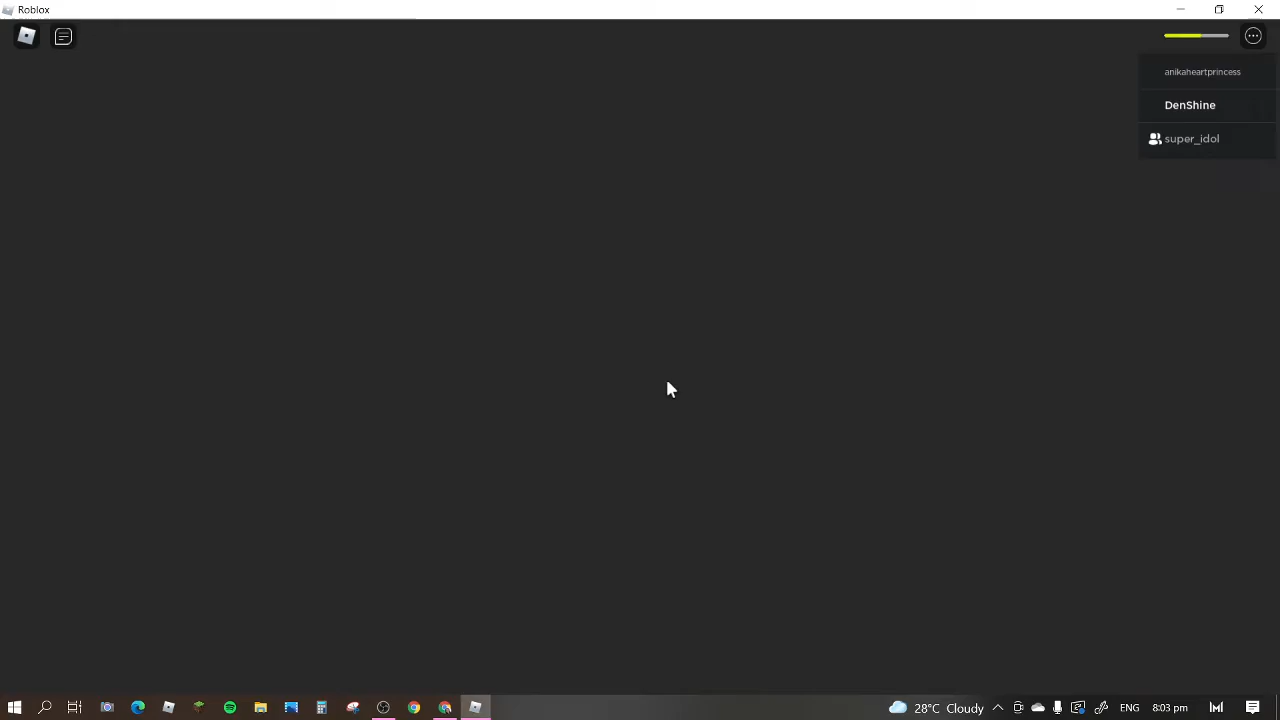 Roblox
anikaheartprincess
DenShine
super_idol
28°C Cloudy
ENG
8:03 pm